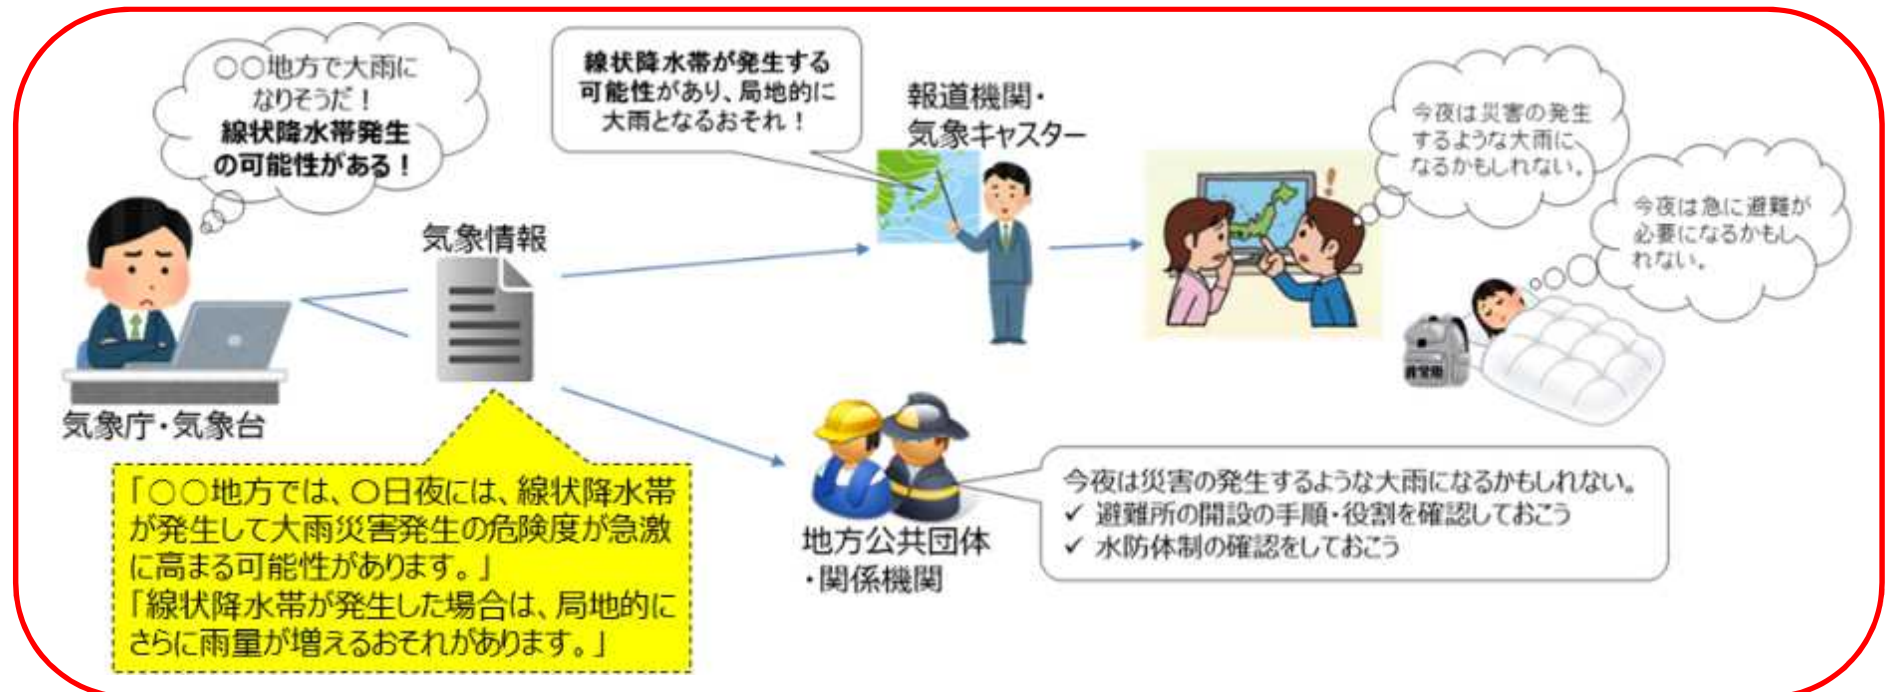 ○○地方で大雨に
なりそうだ！
線状降水帯発生
の可能性がある！
気象庁・気象台
気象情報
「○○地方では、○日夜には、線状降水帯
が発生して大雨災害発生の危険度が急激
に高まる可能性があります。」
「線状降水帯が発生した場合は、局地的に
さらに雨量が増えるおそれがあります。」
線状降水帯が発生する
可能性があり、局地的に
大雨となるおそれ！
報道機関・
気象キャスター
今夜は災害の発生
するような大雨に
なるかもしれない。
今夜は急に避難が
必要になるかもし
れない。
非常用
地方公共団体
・関係機関
今夜は災害の発生するような大雨になるかもしれない。
✓ 避難所の開設の手順・役割を確認しておこう
✓ 水防体制の確認をしておこう